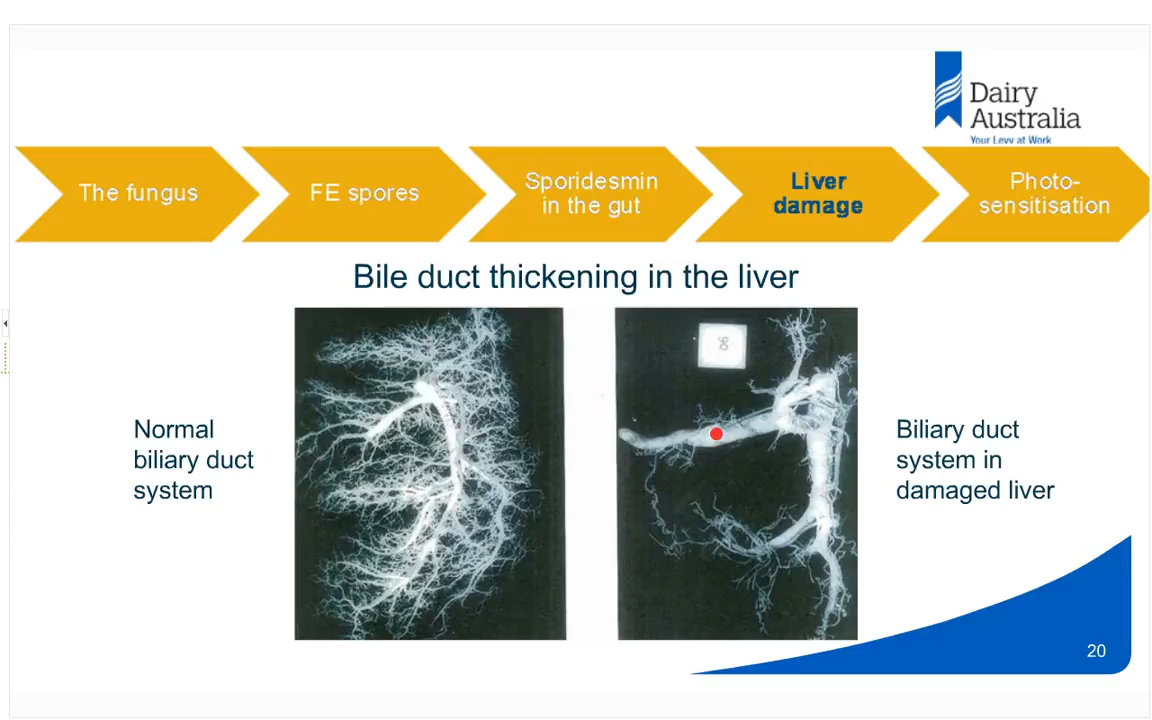 Dairy
Australia
Your Levy at Work
The fungus
FE spores
Sporidesmin
in the gut
Liver
damage
Photo-
sensitisation
Bile duct thickening in the liver
Normal
biliary duct
system
Biliary duct
system in
damaged liver
20